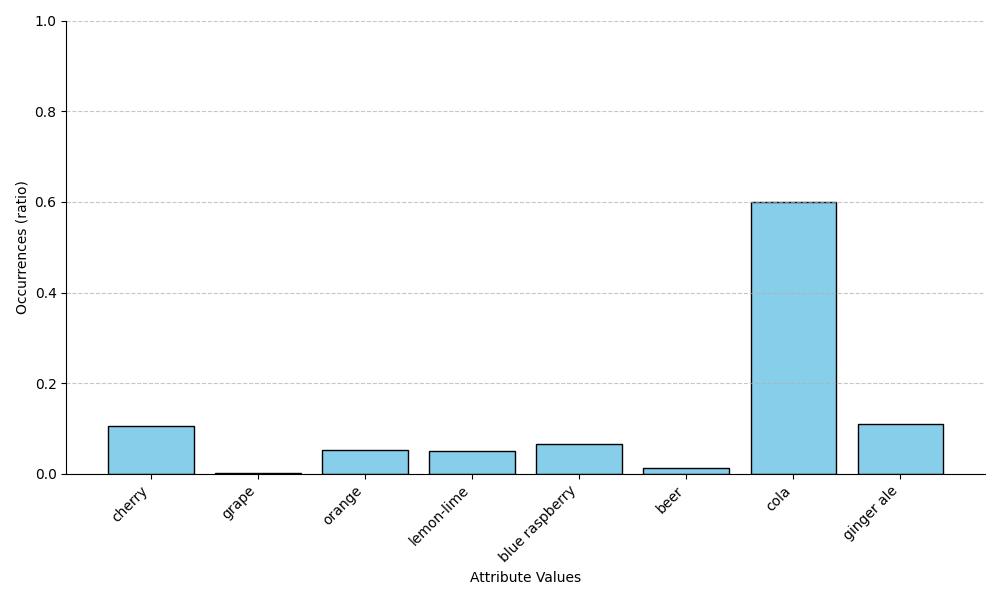 1.0
0.8
0.6
0.4
0.2
0.0
Occurrences (ratio)
cherry
grape
orange
lemon-lime
blue raspberry
beer
cola
ginger ale
Attribute Values